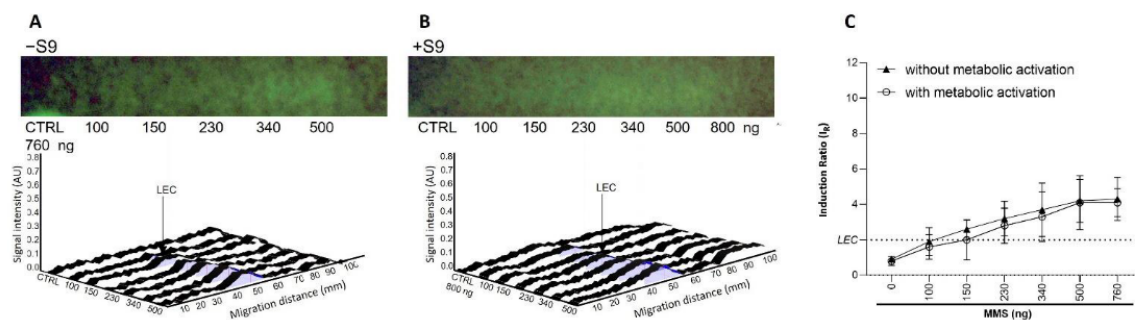 A
−S9
CTRL 100 150 230 340 500
760 ng
0.8
0.7
0.6
0.5
0.4
0.3
0.2
0.1
0.0
Signal intensity (AU)
LEC
CTRL 100 150 230 340 500
10 20 30 40 50 60 70 80 90 100
Migration distance (mm)
B
+S9
CTRL 100 150 230 340 500 800 ng
0.8
0.7
0.6
0.5
0.4
0.3
0.2
0.1
0.0
Signal intensity (AU)
LEC
CTRL 100 150 230 340 500
800 ng
10 20 30 40 50 60 70 80 90 100
Migration distance (mm)
C
without metabolic activation
with metabolic activation
12
10
8
6
4
2
0
LEC
Induction Ratio (IR)
0 100 150 230 340 500 760
MMS (ng)